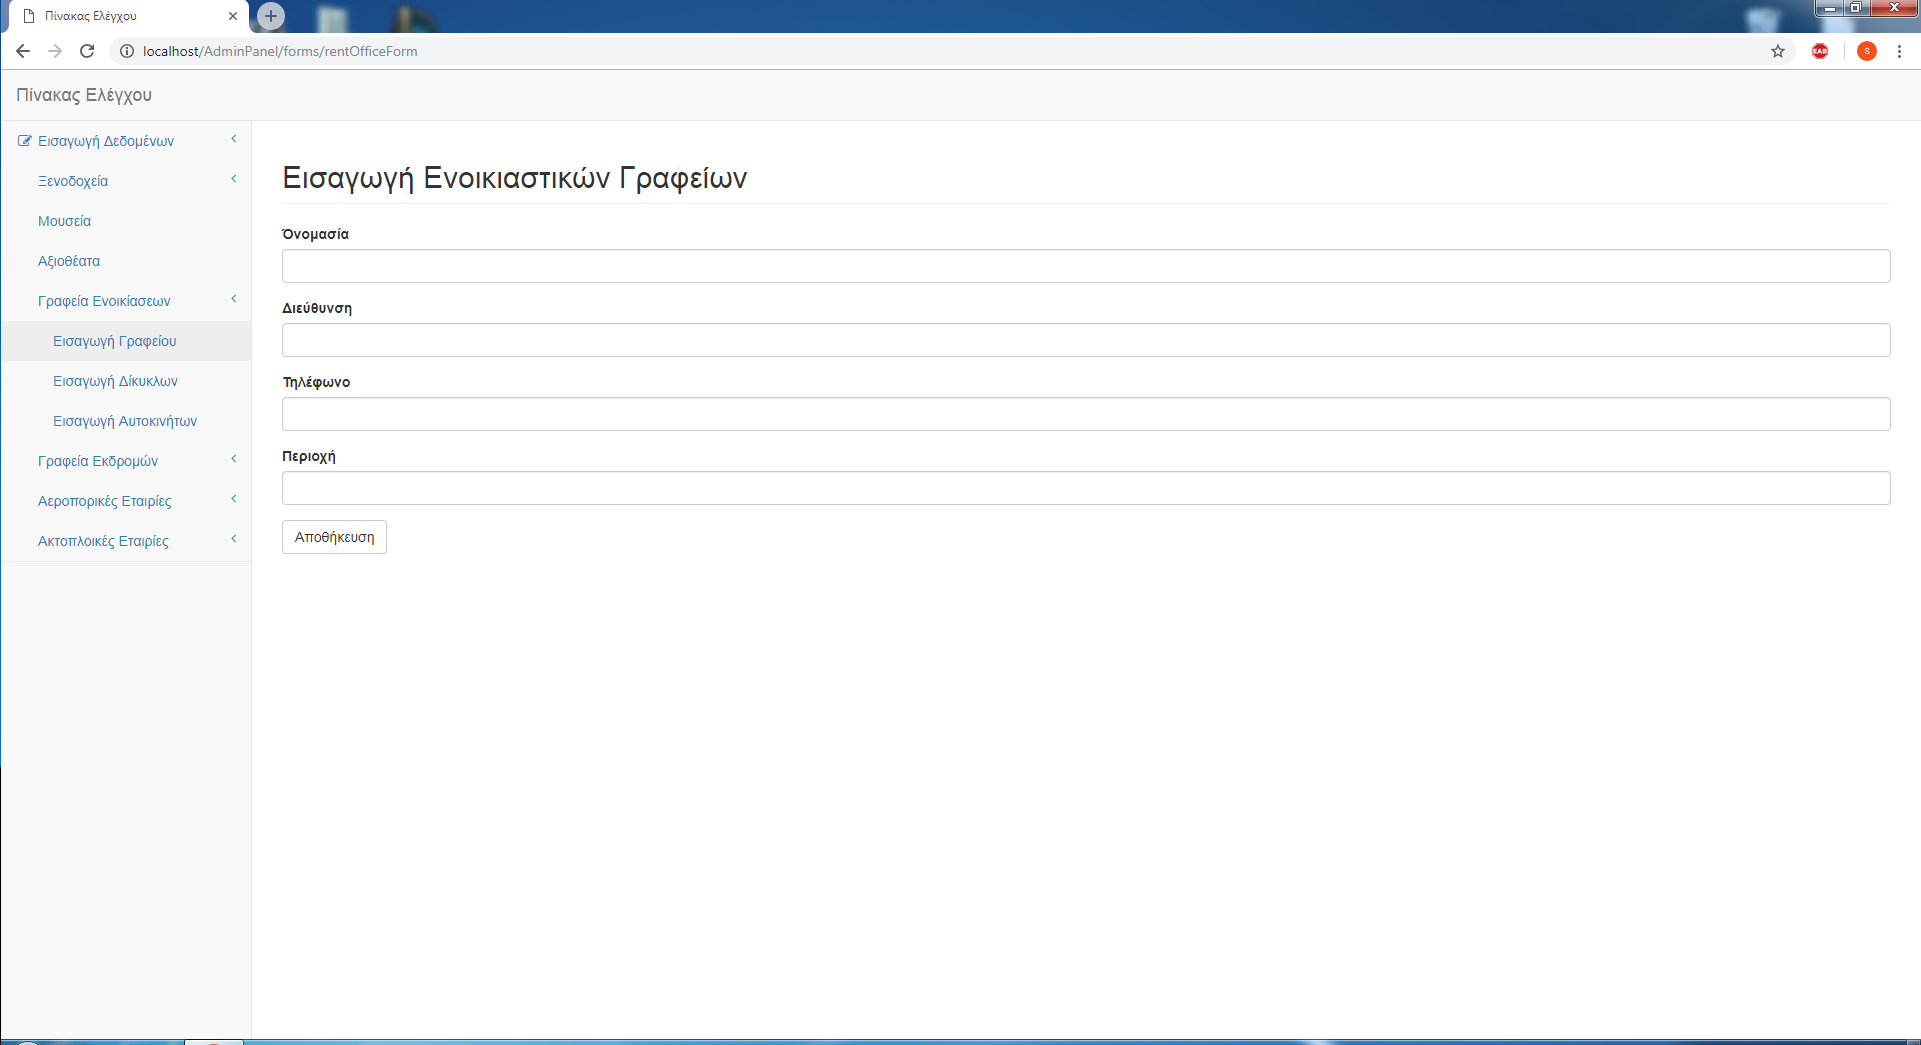 Πίνακας Ελέγχου
localhost/AdminPanel/forms/rentOfficeForm
EAB
S
Πίνακας Ελέγχου
Εισαγωγή Δεδομένων
Ξενοδοχεία
Μουσεία
Αξιοθέατα
Γραφεία Ενοικίασεων
Εισαγωγή Γραφείου
Εισαγωγή Δίκυκλων
Εισαγωγή Αυτοκινήτων
Γραφεία Εκδρομών
Αεροπορικές Εταιρίες
Ακτοπλοικές Εταιρίες
Εισαγωγή Ενοικιαστικών Γραφείων
Όνομασία
Διεύθυνση
Τηλέφωνο
Περιοχή
Αποθήκευση